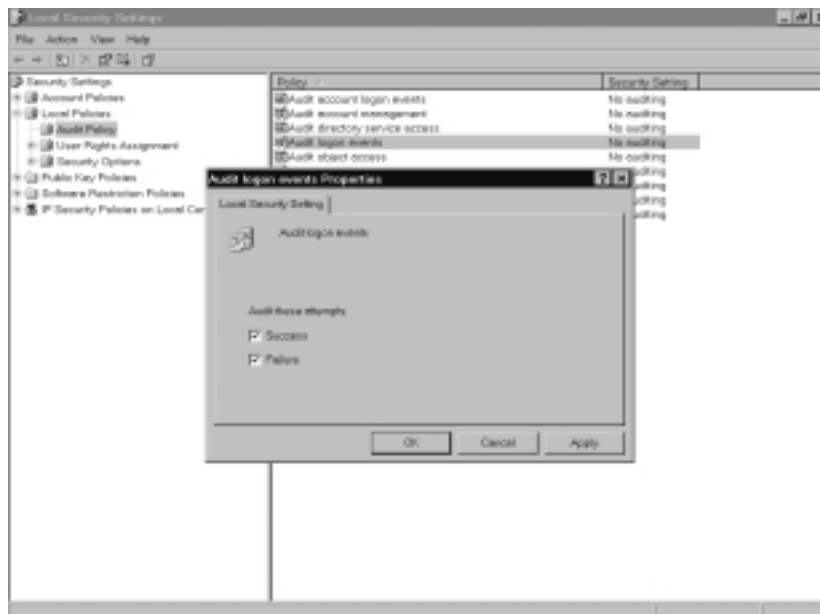 Local Security Settings
File Action View Help
Security Settings
Account Policies
Local Policies
Audit Policy
User Rights Assignment
Security Options
Public Key Policies
Software Restriction Policies
IP Security Policies on Local Cor
Policy
Security Setting
Audit account logon events
No auditing
Audit account management
No auditing
Audit directory service access
No auditing
Audit logon events
No auditing
Audit object access
No auditing
Audit logon events Properties
Local Security Setting
Audit logon events
Audit these attempts:
Success
Failure
OK
Cancel
Apply